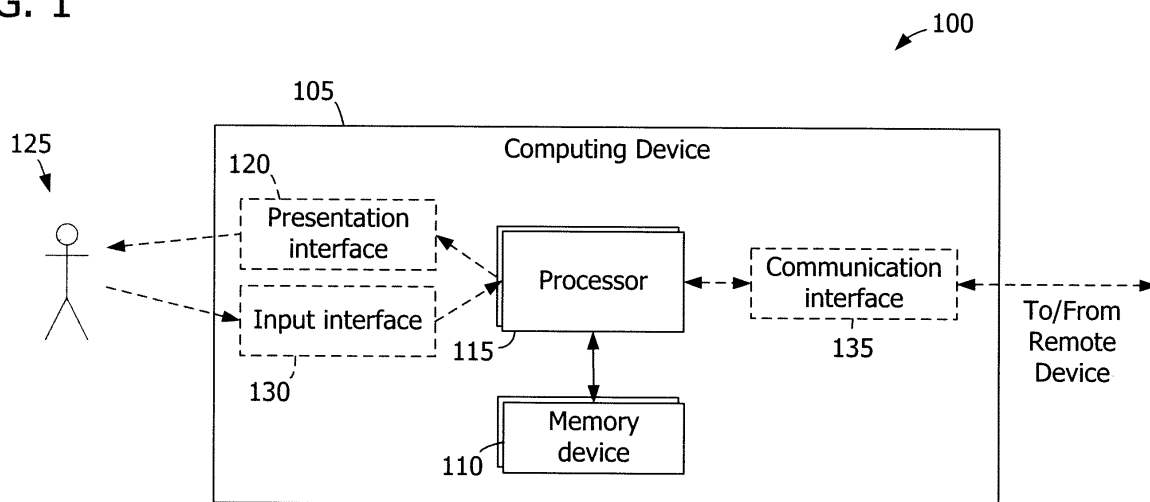 G. 1
100
105
125
Computing Device
120
Presentation
interface
Processor
Communication
interface
Input interface
115
135
To/From
Remote
Device
130
Memory
device
110